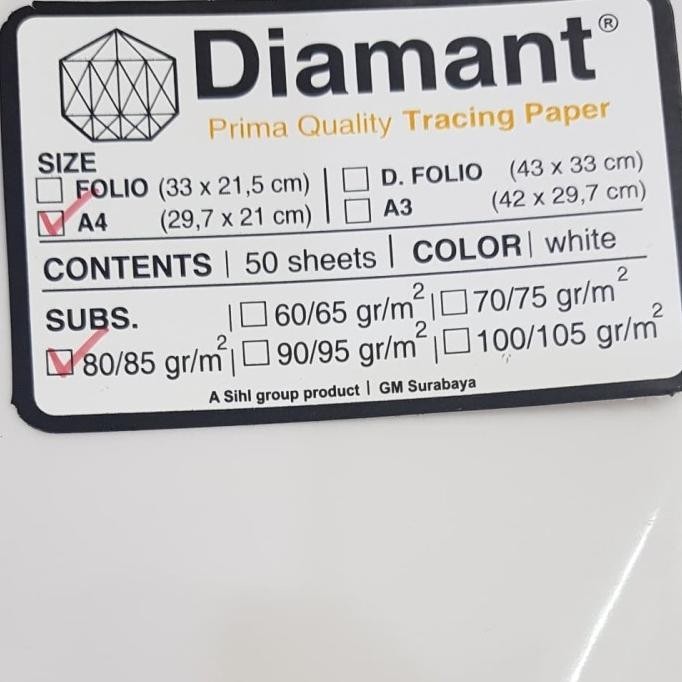 Diamant®
Prima Quality Tracing Paper
SIZE
FOLIO (33 x 21,5 cm) | D. FOLIO (43 x 33 cm)
A4 (29,7 x 21 cm) | A3 (42 x 29,7 cm)
CONTENTS | 50 sheets | COLOR | white
SUBS. | 60/65 gr/m² | 70/75 gr/m²
80/85 gr/m² | 90/95 gr/m² | 100/105 gr/m²
A Sihl group product | GM Surabaya